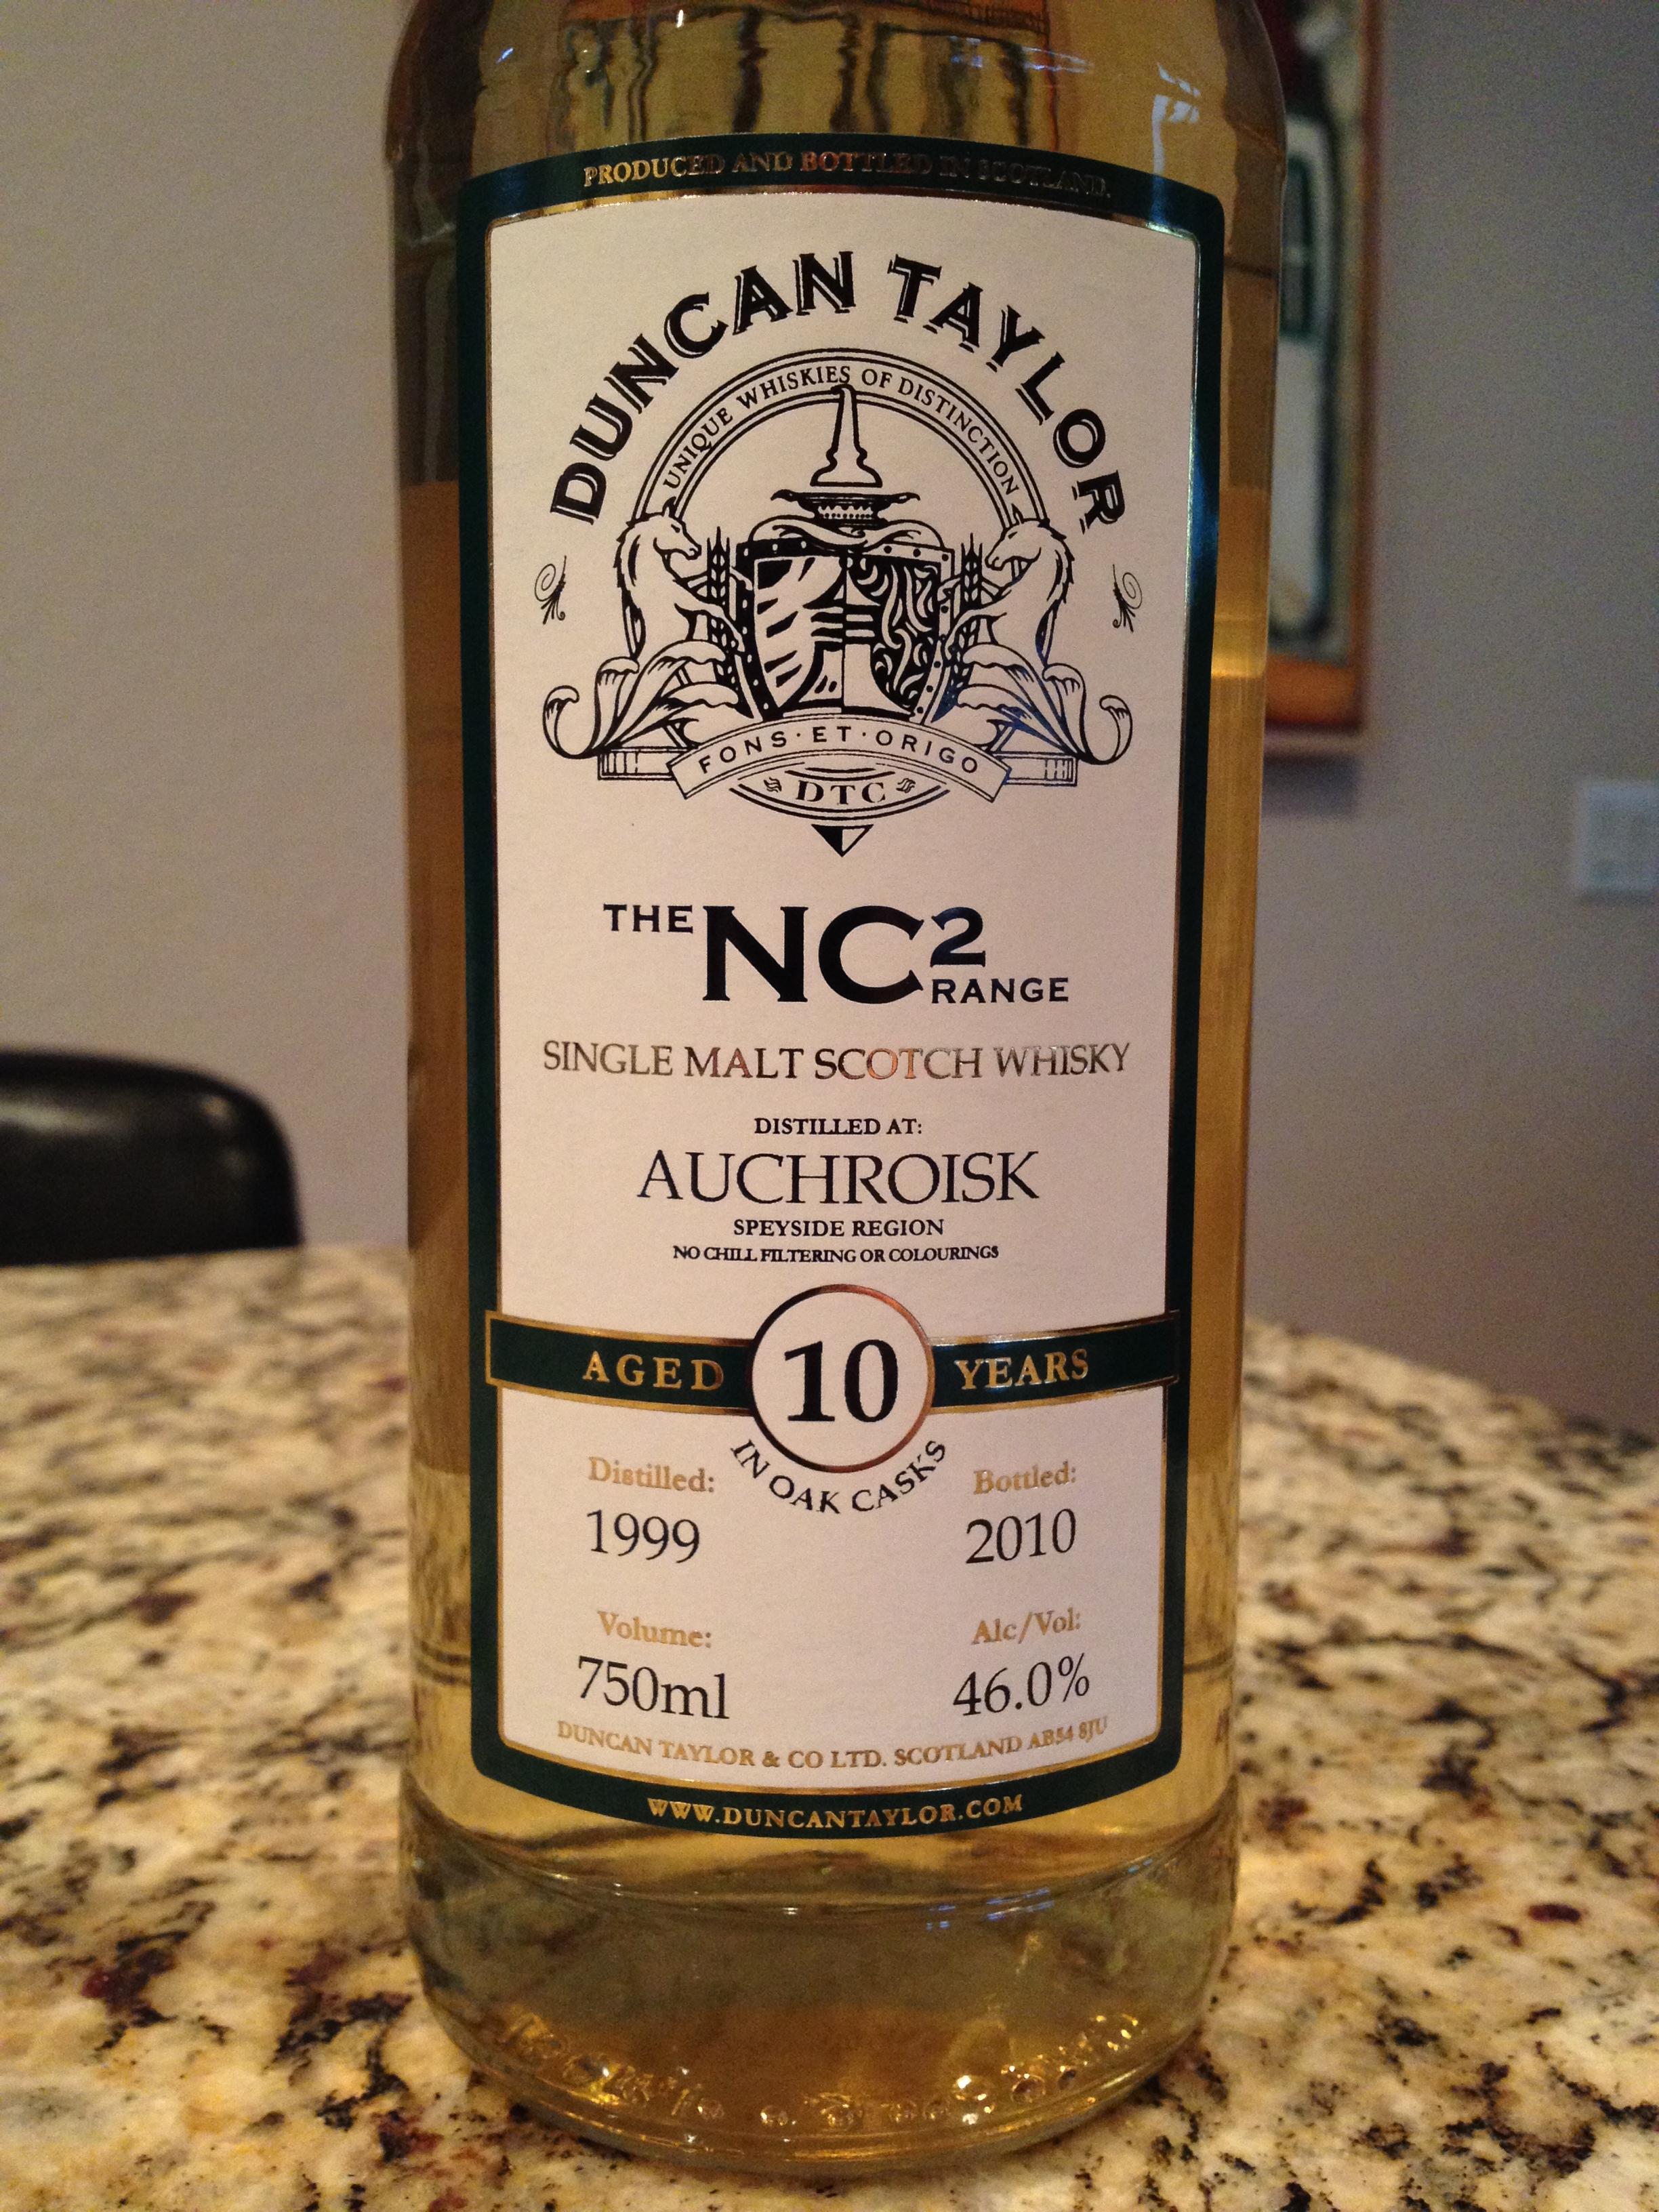 PRODUCED AND BOTTLED IN SCOTLAND.
DUNCAN TAYLOR
UNIQUE WHISKIES OF DISTINCTION
FONS·ET·ORIGO
DTC
THE NC2 RANGE
SINGLE MALT SCOTCH WHISKY
DISTILLED AT:
AUCHROISK
SPEYSIDE REGION
NO CHILL FILTERING OR COLOURINGS
AGED 10 YEARS
IN OAK CASKS
Distilled: Bottled:
1999 2010
Volume: Alc/Vol:
750ml 46.0%
DUNCAN TAYLOR & CO LTD. SCOTLAND AB54 8JU
WWW.DUNCANTAYLOR.COM